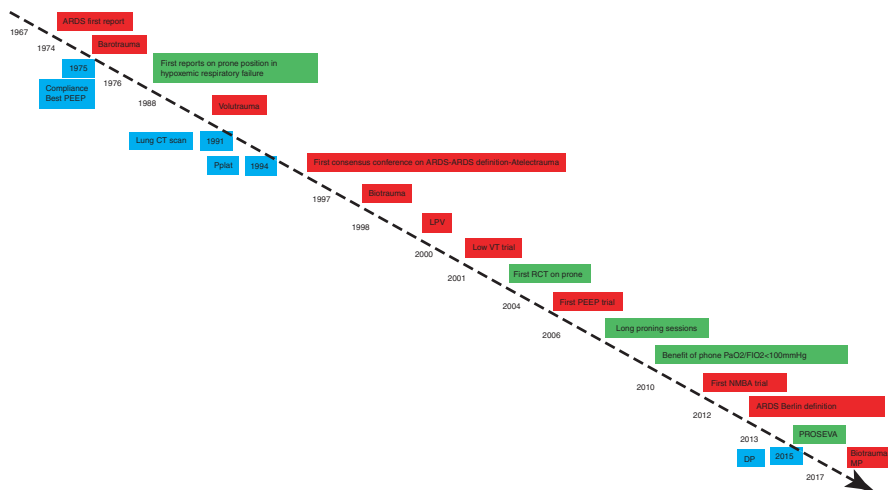 ARDS first report
1967
Barotrauma
1974
First reports on prone position in
hypoxemic respiratory failure
1975
1976
Compliance
Best PEEP
1988
Volutrauma
Lung CT scan
1991
Pplat
1994
First consensus conference on ARDS-ARDS definition-Atelectrauma
Biotrauma
1997
LPV
1998
Low VT trial
2000
First RCT on prone
2001
First PEEP trial
2004
Long proning sessions
2006
Benefit of phone PaO2/FIO2<100mmHg
First NMBA trial
2010
ARDS Berlin definition
2012
PROSEVA
2013
DP
2015
Biotrauma
MP
2017